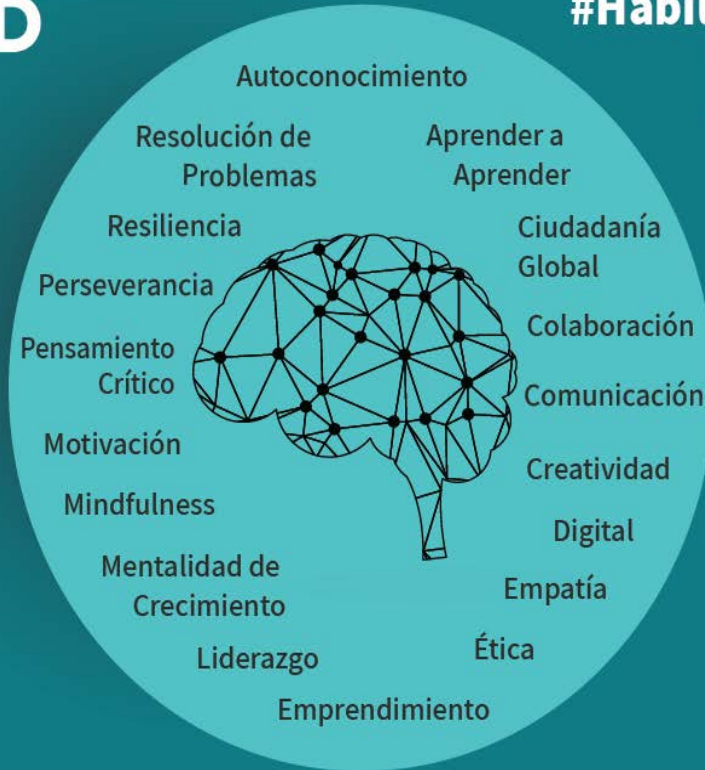 D
#Habil
Autoconocimiento
Resolución de
Problemas
Aprender a
Aprender
Resiliencia
Ciudadanía
Global
Perseverancia
Colaboración
Pensamiento
Crítico
Comunicación
Motivación
Creatividad
Mindfulness
Digital
Mentalidad de
Crecimiento
Empatía
Liderazgo
Ética
Emprendimiento